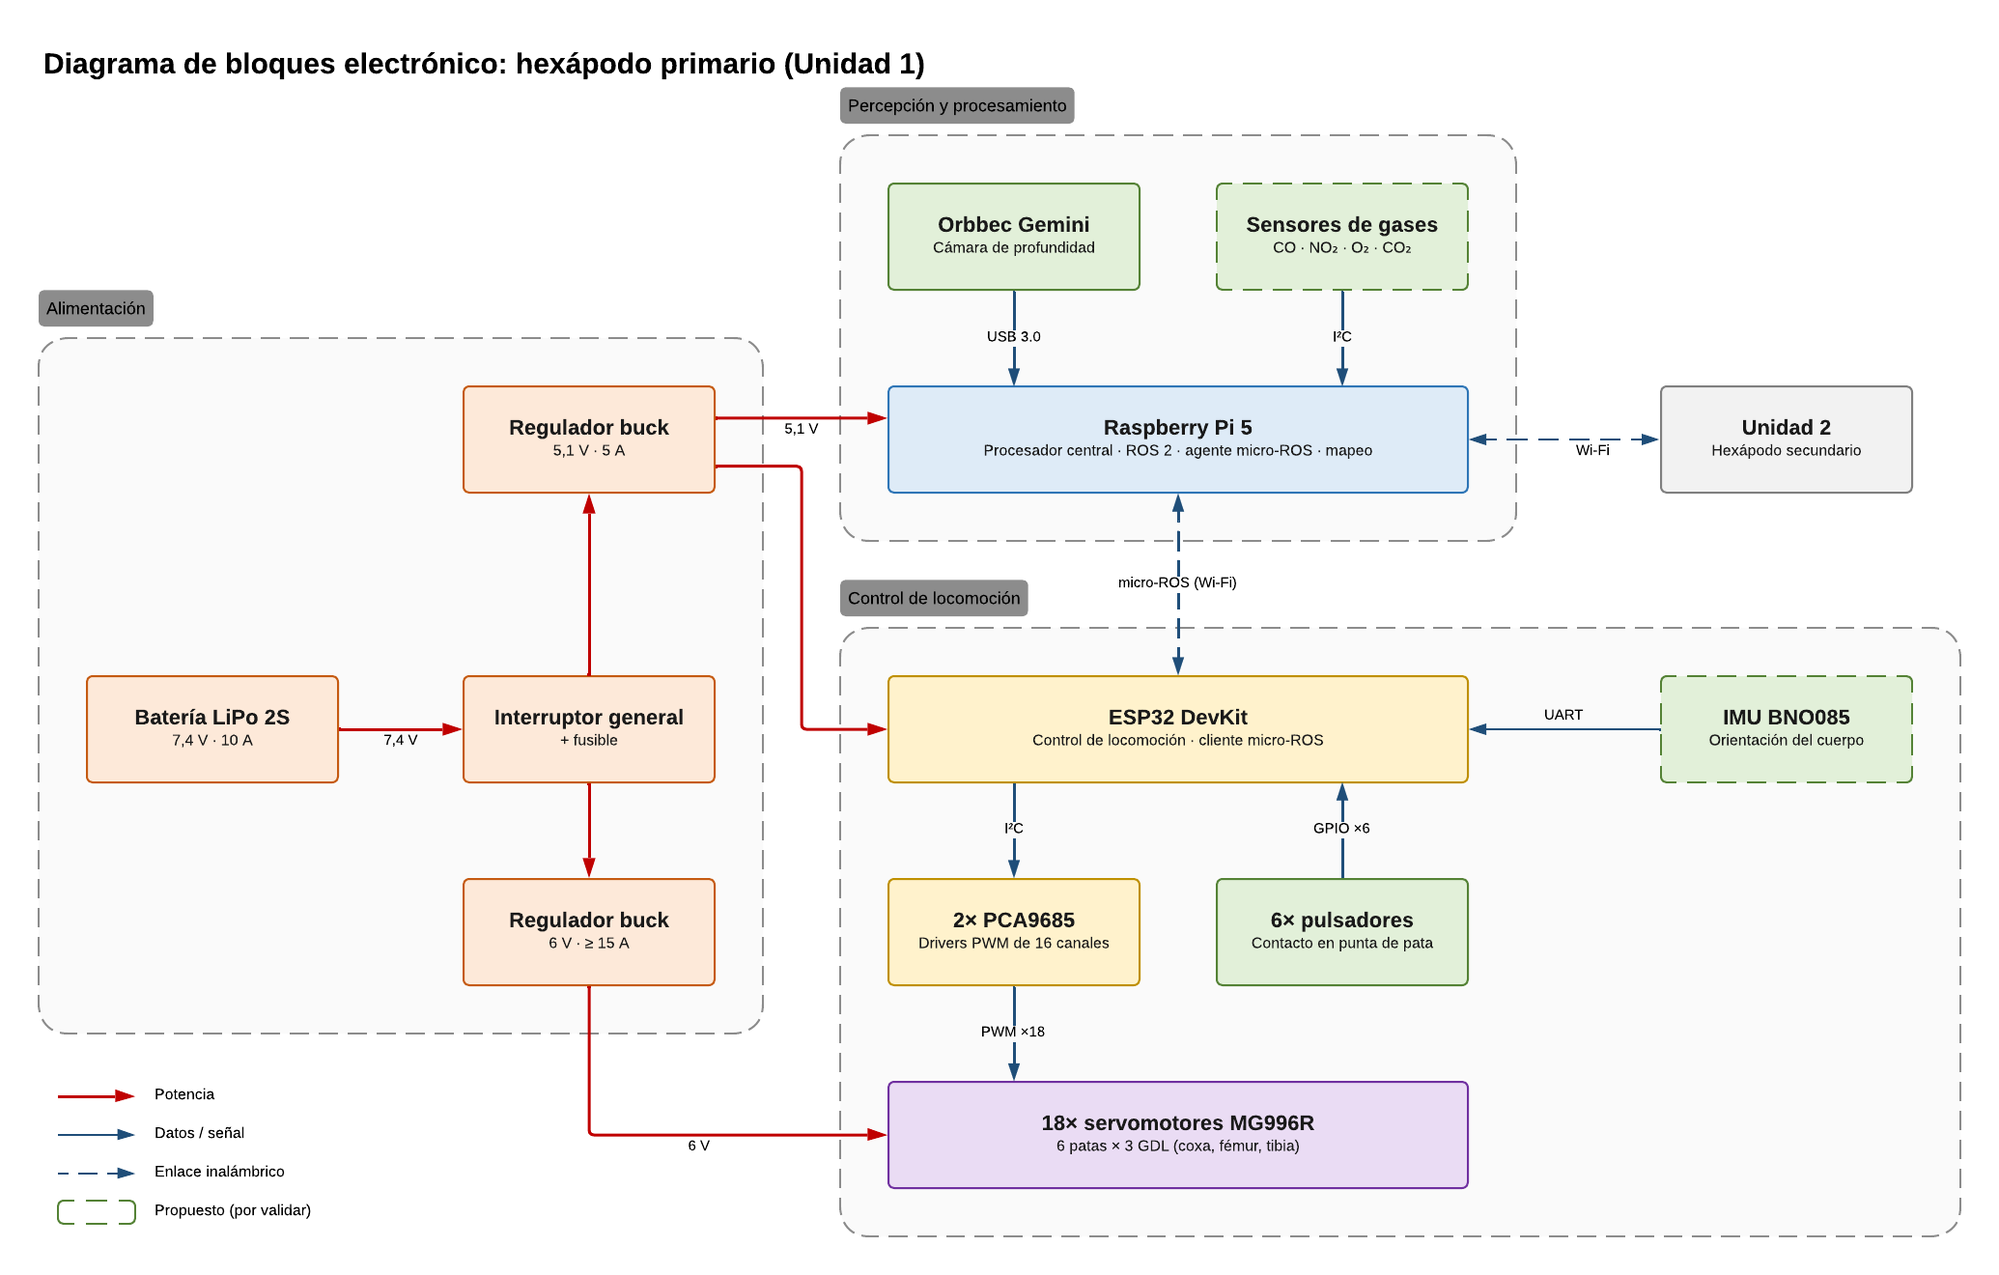 Diagrama de bloques electrónico: hexápodo primario (Unidad 1)
Percepción y procesamiento
Orbbec Gemini
Cámara de profundidad
Sensores de gases
CO · NO₂ · O₂ · CO₂
USB 3.0
I²C
Alimentación
Regulador buck
5,1 V · 5 A
5,1 V
Raspberry Pi 5
Procesador central · ROS 2 · agente micro-ROS · mapeo
Wi-Fi
Unidad 2
Hexápodo secundario
micro-ROS (Wi-Fi)
Control de locomoción
Batería LiPo 2S
7,4 V · 10 A
7,4 V
Interruptor general
+ fusible
ESP32 DevKit
Control de locomoción · cliente micro-ROS
UART
IMU BNO085
Orientación del cuerpo
I²C
GPIO ×6
Regulador buck
6 V · ≥ 15 A
2× PCA9685
Drivers PWM de 16 canales
6× pulsadores
Contacto en punta de pata
PWM ×18
6 V
18× servomotores MG996R
6 patas × 3 GDL (coxa, fémur, tibia)
Potencia
Datos / señal
Enlace inalámbrico
Propuesto (por validar)